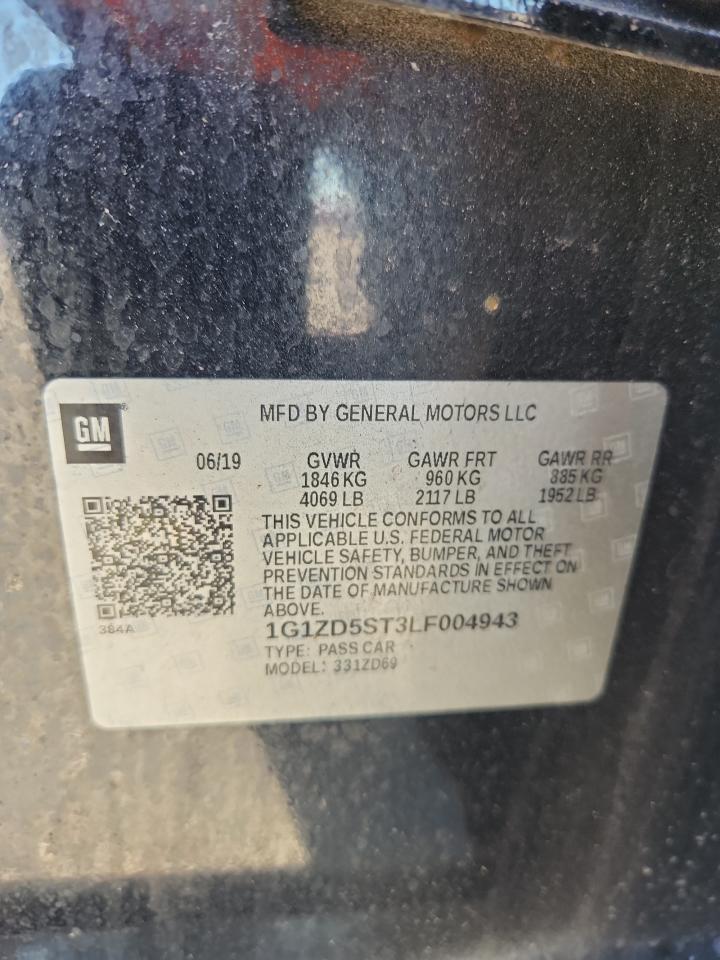 GM
MFD BY GENERAL MOTORS LLC
06/19 GVWR GAWR FRT GAWR RR
1846 KG 960 KG 885 KG
4069 LB 2117 LB 1952 LB
THIS VEHICLE CONFORMS TO ALL
APPLICABLE U.S. FEDERAL MOTOR
VEHICLE SAFETY, BUMPER, AND THEFT
PREVENTION STANDARDS IN EFFECT ON
THE DATE OF MANUFACTURE SHOWN
ABOVE.
384A
1G1ZD5ST3LF004943
TYPE: PASS CAR
MODEL: 331ZD69